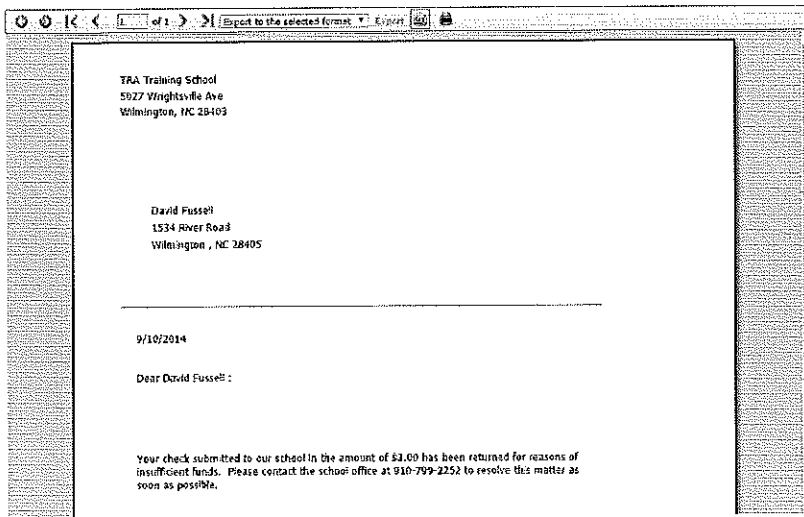 1 of 1 Export to the selected format Export
TRA Training School
5927 Wrightsville Ave
Wilmington, NC 28403
David Fussell
1534 River Road
Wilmington , NC 28405
9/10/2014
Dear David Fussell :
Your check submitted to our school in the amount of $3.00 has been returned for reasons of
insufficient funds. Please contact the school office at 910-799-2252 to resolve this matter as
soon as possible.